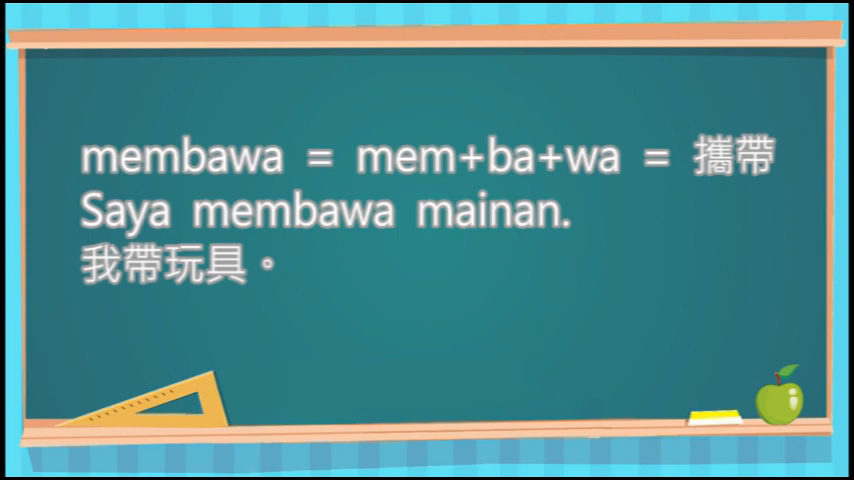 membawa = mem+ba+wa = 攜帶
Saya membawa mainan.
我帶玩具。